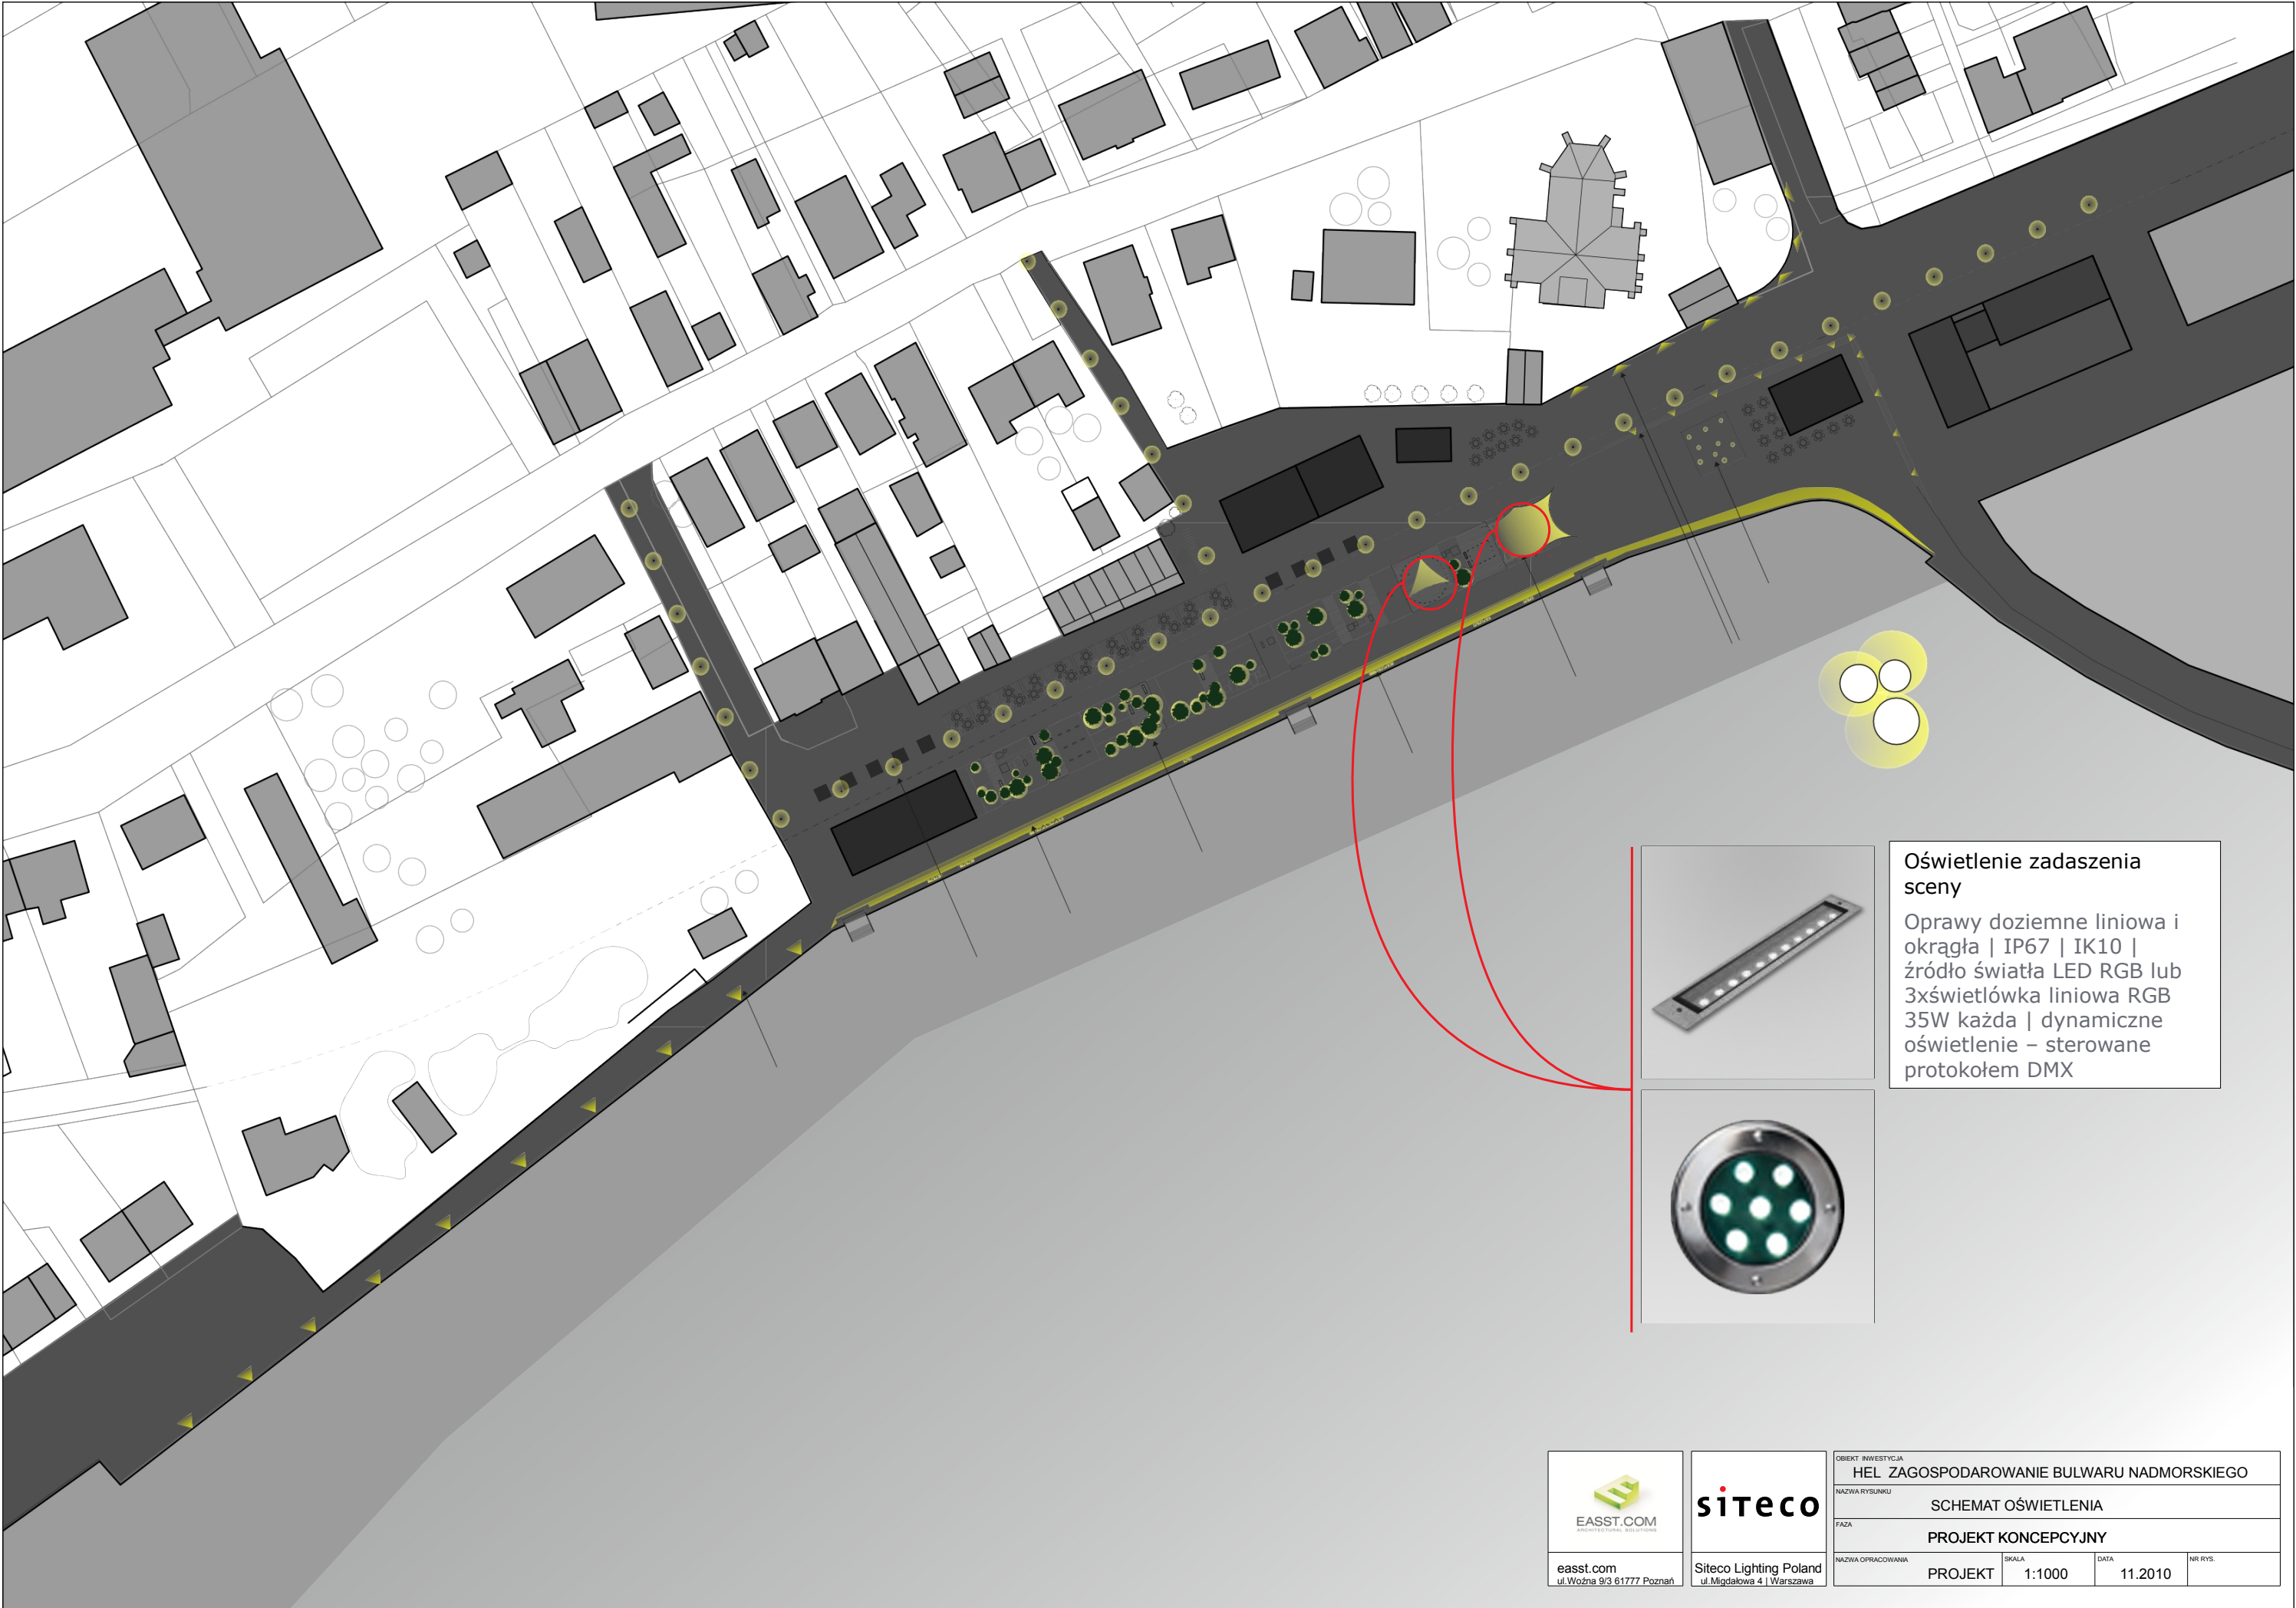 Oświetlenie zadaszenia
sceny
Oprawy doziemne liniowa i
okrągła | IP67 | IK10 |
źródło światła LED RGB lub
3xświetlówka liniowa RGB
35W każda | dynamiczne
oświetlenie – sterowane
protokołem DMX
EASST.COM
ARCHITECTURAL SOLUTIONS
easst.com
ul.Woźna 9/3 61777 Poznań
siteco
Siteco Lighting Poland
ul.Migdałowa 4 | Warszawa
OBIEKT INWESTYCJA
HEL ZAGOSPODAROWANIE BULWARU NADMORSKIEGO
NAZWA RYSUNKU
SCHEMAT OŚWIETLENIA
FAZA
PROJEKT KONCEPCYJNY
NAZWA OPRACOWANIA
PROJEKT
SKALA
1:1000
DATA
11.2010
NR RYS.